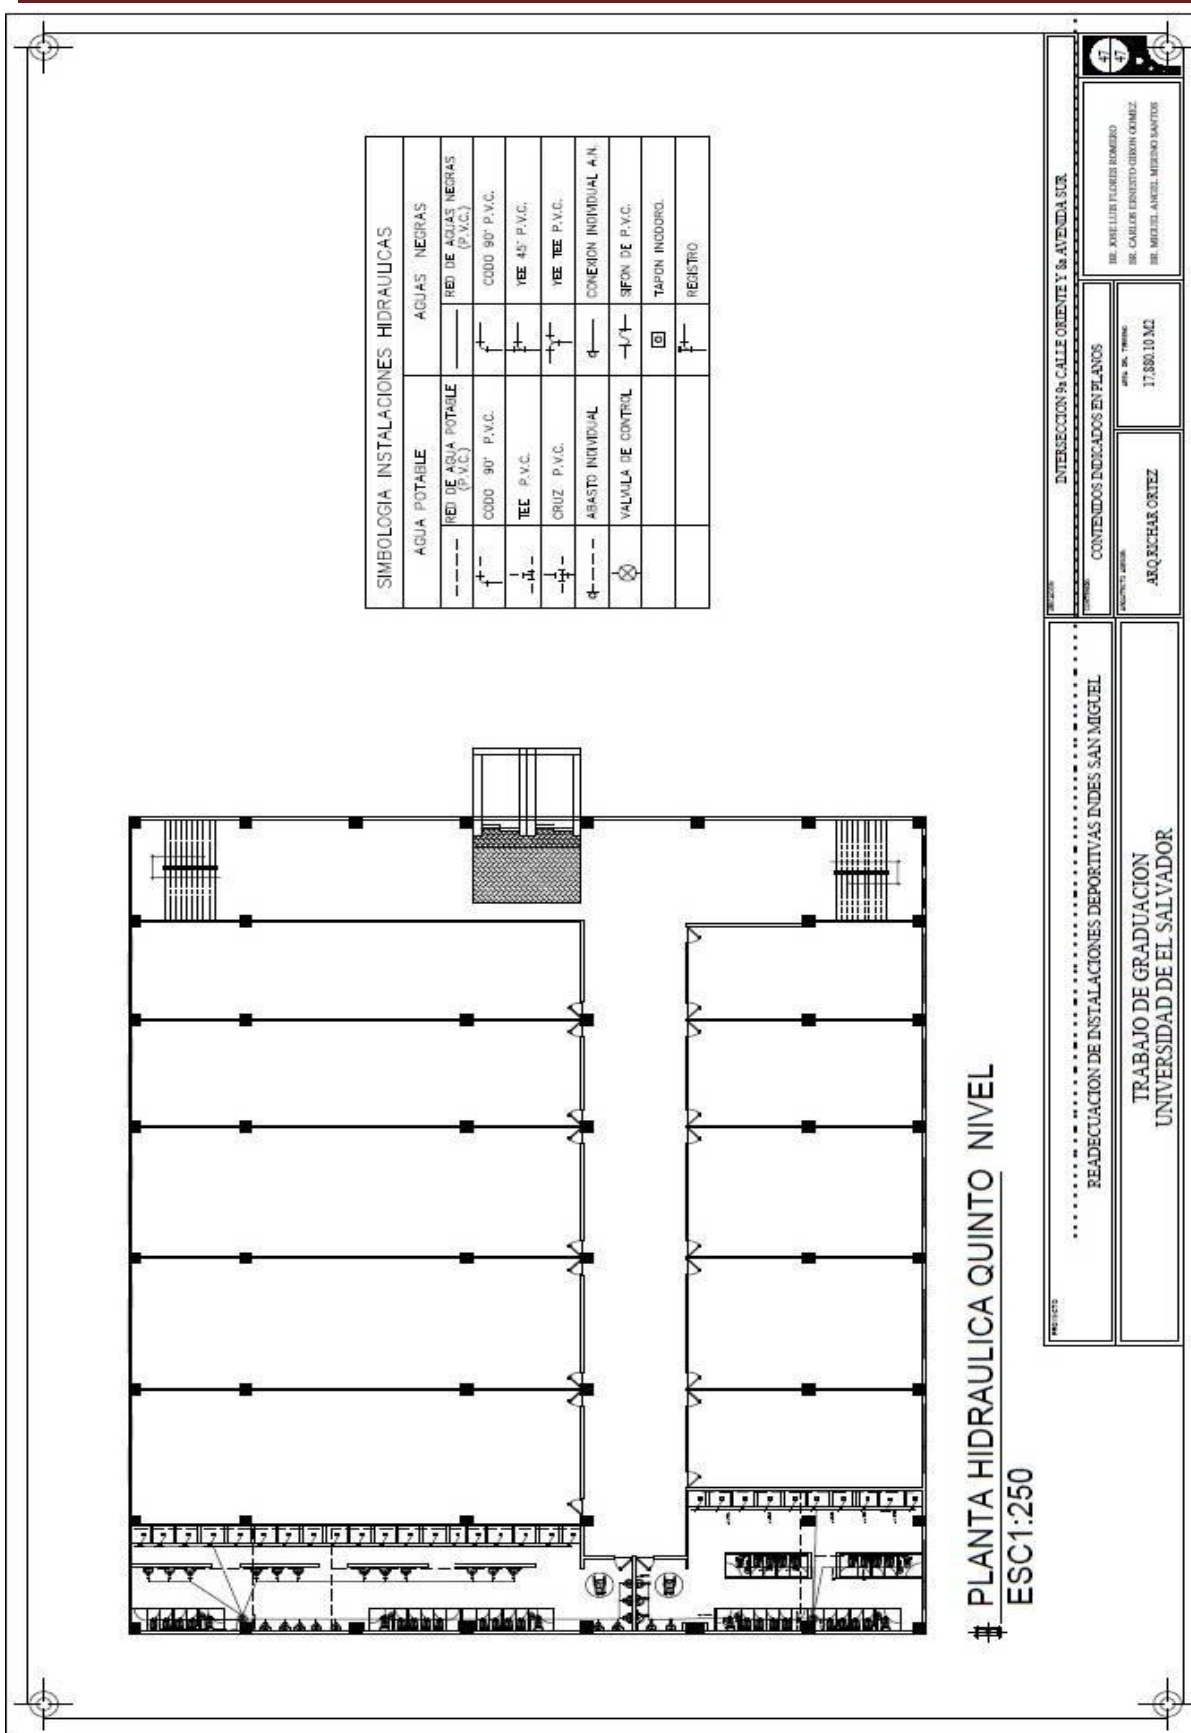 SIMBOLOGIA INSTALACIONES HIDRAULICAS
AGUA POTABLE
AGUAS NEGRAS
RED DE AGUA POTABLE
(P.V.C.)
RED DE AGUAS NEGRAS
(P.V.C.)
CODO 90° P.V.C.
CODO 90° P.V.C.
TEE P.V.C.
YEE 45° P.V.C.
CRUZ P.V.C.
YEE TEE P.V.C.
ABASTO INDIVIDUAL
CONEXION INDIVIDUAL A.N.
VALVULA DE CONTROL
SIFON DE P.V.C.
TAPON INODORO.
REGISTRO
PLANTA HIDRAULICA QUINTO NIVEL
ESC1:250
PROYECTO
READECUACION DE INSTALACIONES DEPORTIVAS INDES SAN MIGUEL
TRABAJO DE GRADUACION
UNIVERSIDAD DE EL SALVADOR
INTERSECCION 9a CALLE ORIENTE Y 8a AVENIDA SUR
CONTENIDOS INDICADOS EN PLANOS
ARQ.RICHAR ORTEZ
AREA DEL TERRENO
17,880.10 M2
BR. JOSE LUIS FLORES ROMERO
BR. CARLOS ERNESTO GIRON GOMEZ
BR. MIGUEL ANGEL MERINO SANTOS
47
47